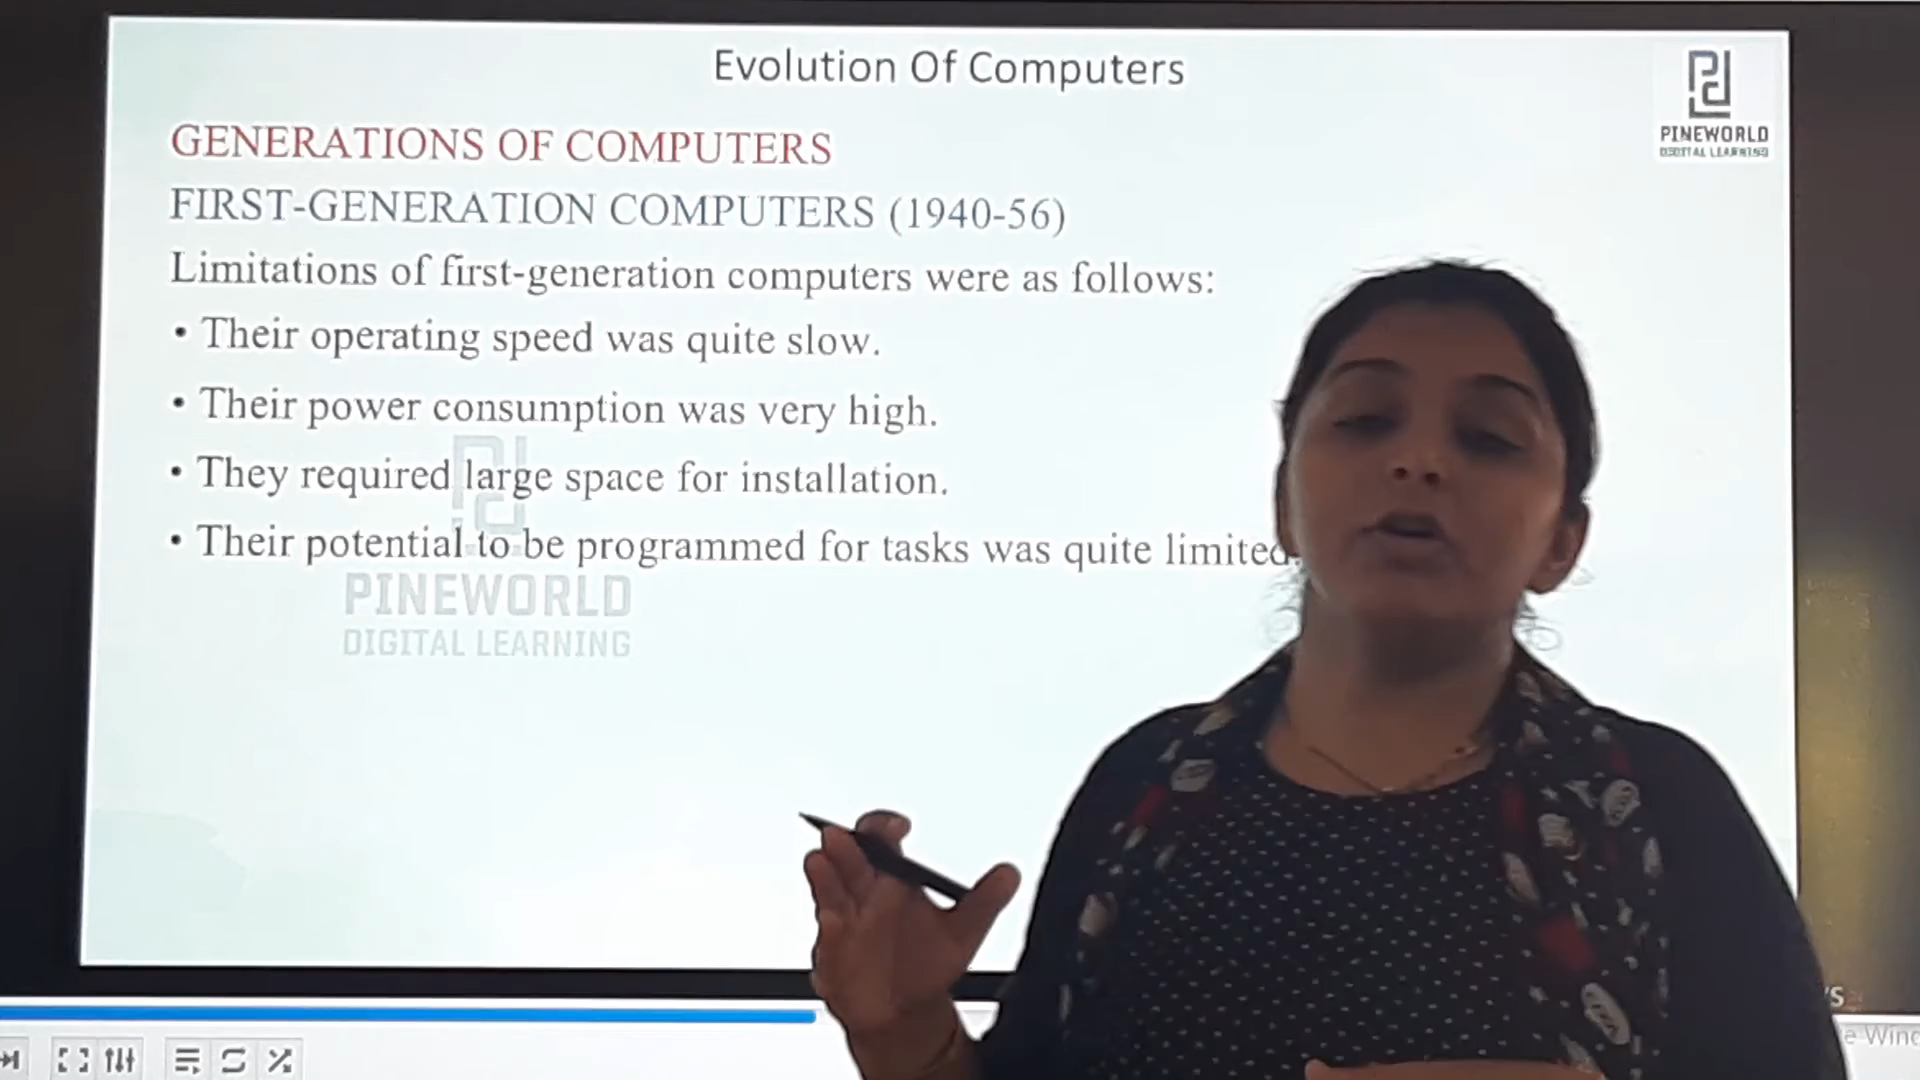 Evolution Of Computers
PINEWORLD
DIGITAL LEARNING
GENERATIONS OF COMPUTERS
FIRST-GENERATION COMPUTERS (1940-56)
Limitations of first-generation computers were as follows:
• Their operating speed was quite slow.
• Their power consumption was very high.
• They required large space for installation.
• Their potential to be programmed for tasks was quite limited.
PINEWORLD
DIGITAL LEARNING